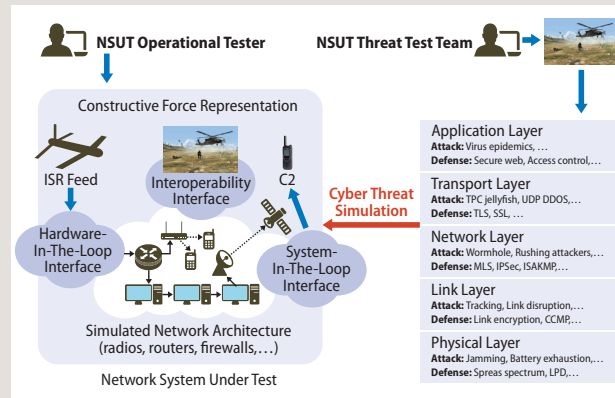 NSUT Operational Tester
NSUT Threat Test Team
Constructive Force Representation
ISR Feed
Interoperability
Interface
C2
Hardware-
In-The-Loop
Interface
System-
In-The-Loop
Interface
Simulated Network Architecture
(radios, routers, firewalls,…)
Network System Under Test
Cyber Threat
Simulation
Application Layer
Attack: Virus epidemics, …
Defense: Secure web, Access control,…
Transport Layer
Attack: TPC jellyfish, UDP DDOS,…
Defense: TLS, SSL, …
Network Layer
Attack: Wormhole, Rushing attackers,…
Defense: MLS, IPSec, ISAKMP,…
Link Layer
Attack: Tracking, Link disruption,…
Defense: Link encryption, CCMP,…
Physical Layer
Attack: Jamming, Battery exhaustion,…
Defense: Spreas spectrum, LPD,…